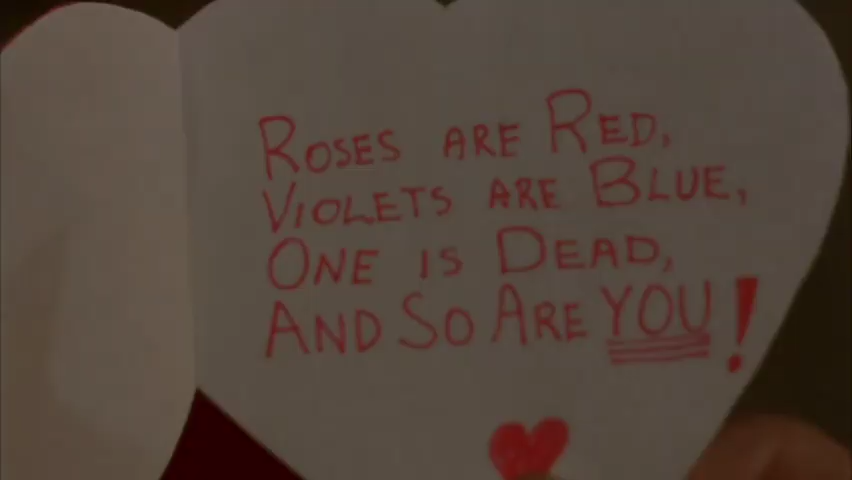 ROSES ARE RED,
VIOLETS ARE BLUE,
ONE IS DEAD,
AND SO ARE YOU!